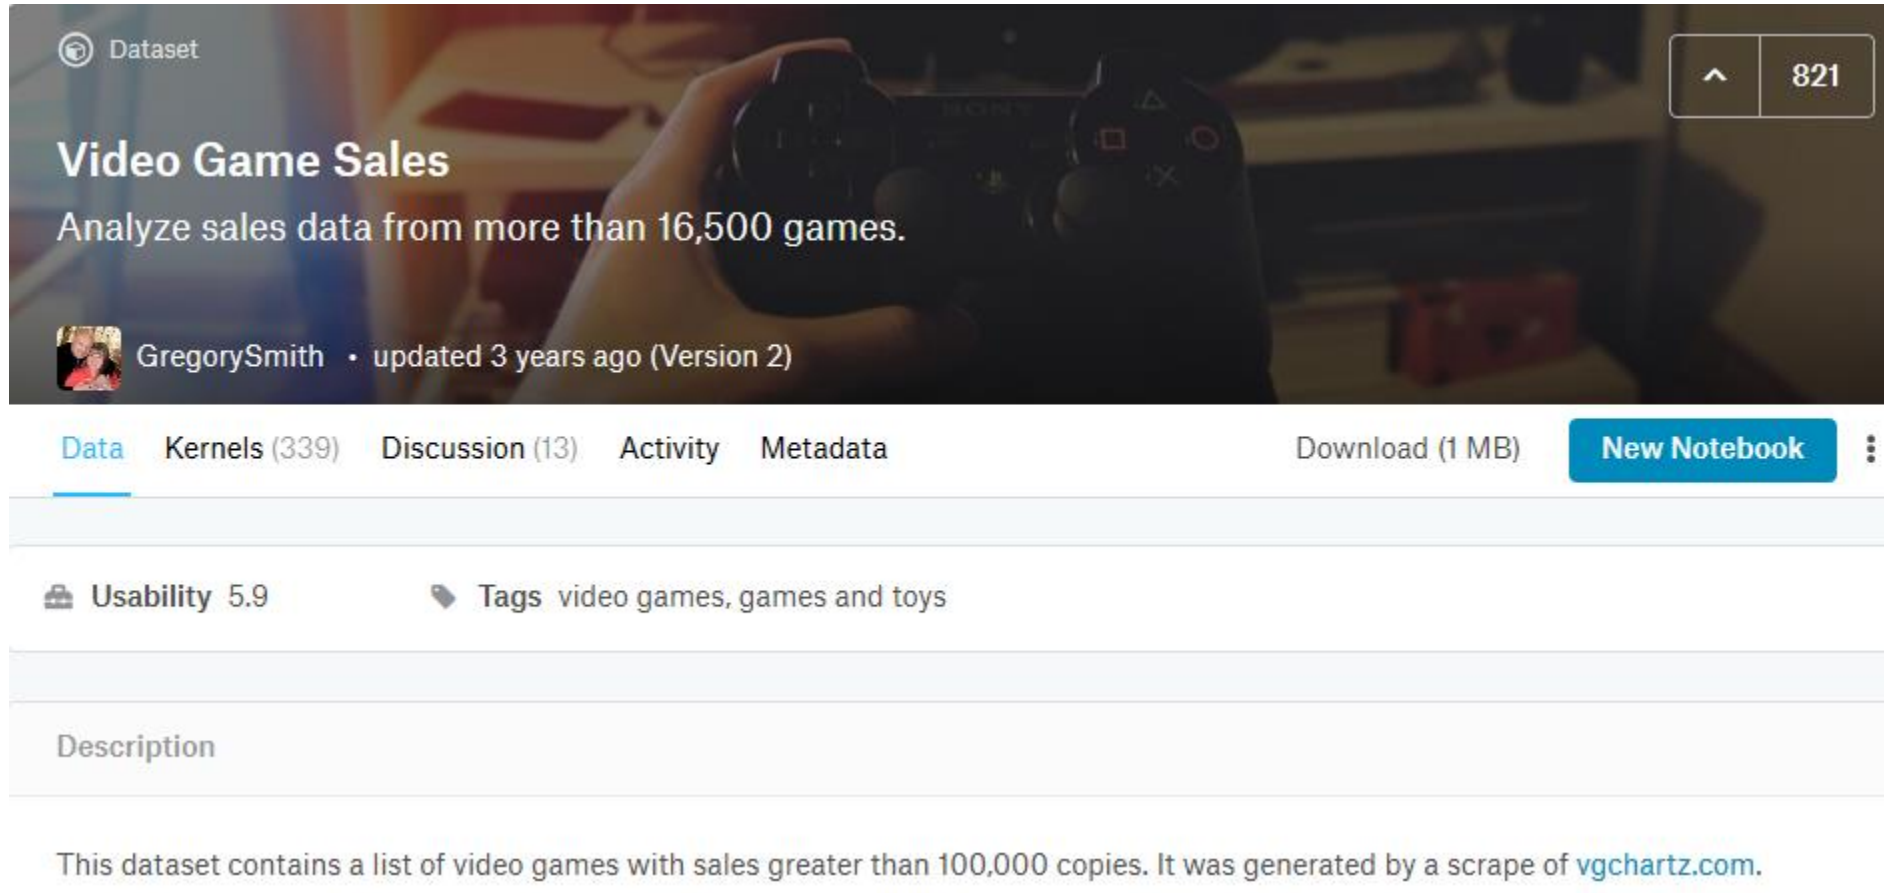 Dataset
821
Video Game Sales
Analyze sales data from more than 16,500 games.
SONY
GregorySmith • updated 3 years ago (Version 2)
Data Kernels (339) Discussion (13) Activity Metadata Download (1 MB) New Notebook
Usability 5.9 Tags video games, games and toys
Description
This dataset contains a list of video games with sales greater than 100,000 copies. It was generated by a scrape of vgchartz.com.